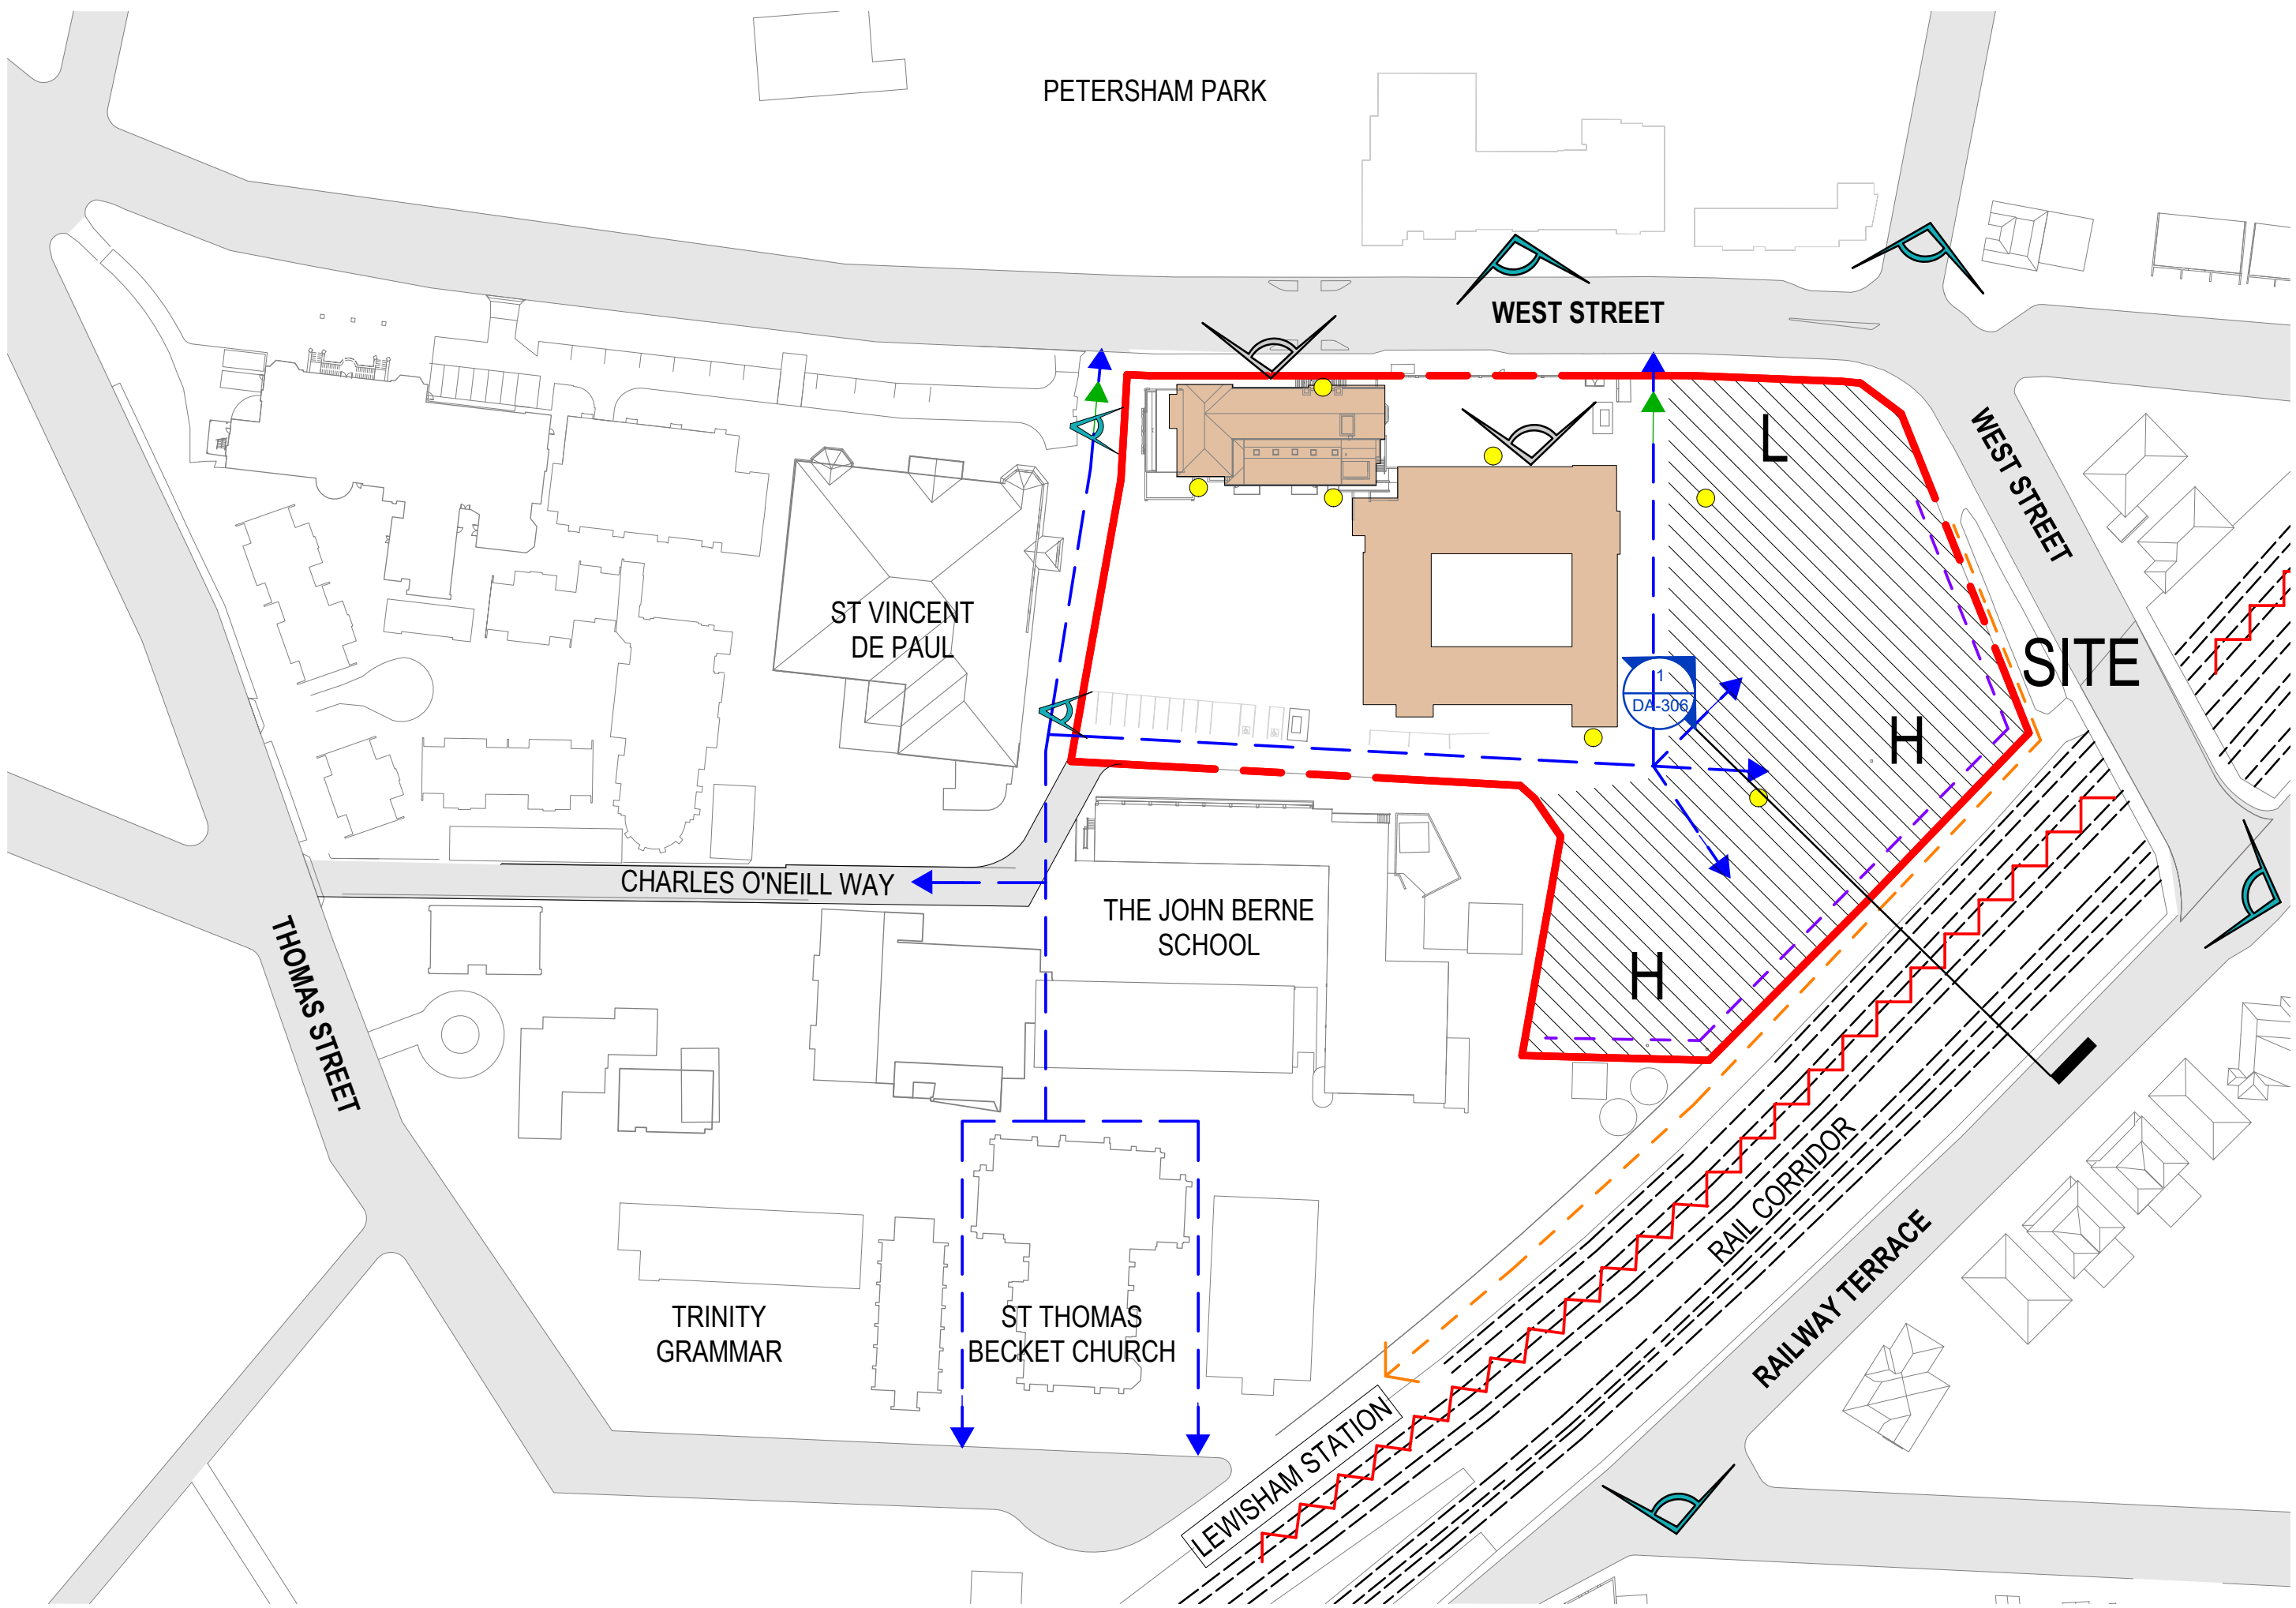 PETERSHAM PARK
WEST STREET
L
WEST STREET
ST VINCENT
DE PAUL
SITE
1
DA-306
H
CHARLES O'NEILL WAY
THE JOHN BERNE
SCHOOL
H
THOMAS STREET
RAIL CORRIDOR
RAILWAY TERRACE
TRINITY
GRAMMAR
ST THOMAS
BECKET CHURCH
LEWISHAM STATION